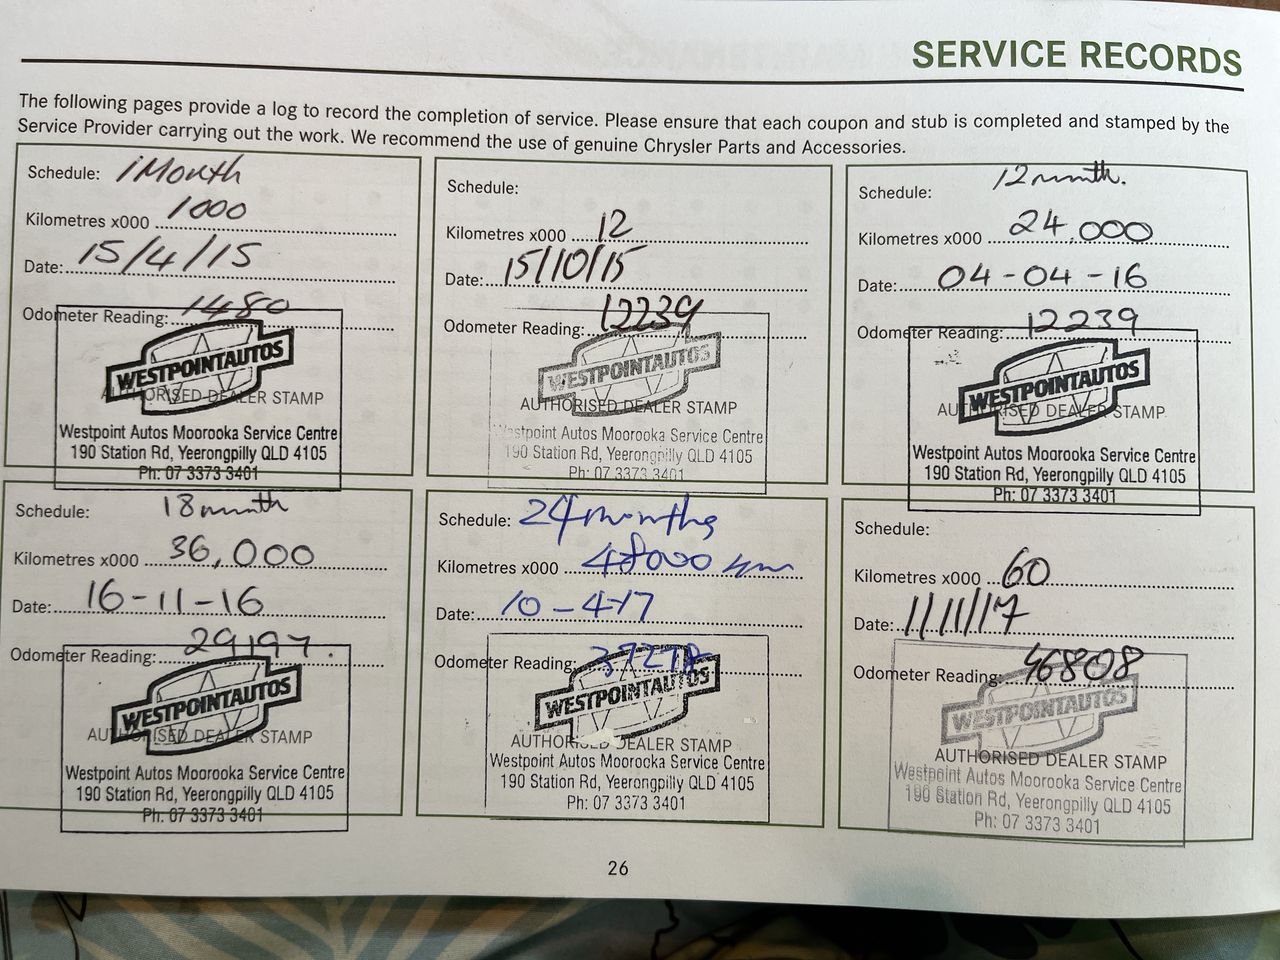 SERVICE RECORDS
The following pages provide a log to record the completion of service. Please ensure that each coupon and stub is completed and stamped by the
Service Provider carrying out the work. We recommend the use of genuine Chrysler Parts and Accessories.
Schedule: 1 Month
Kilometres x000 1000
Date: 15/4/15
Odometer Reading: 1480
WESTPOINTAUTOS
AUTHORISED DEALER STAMP
Westpoint Autos Moorooka Service Centre
190 Station Rd, Yeerongpilly QLD 4105
Ph: 07 3373 3401
Schedule:
Kilometres x000 12
Date: 15/10/15
Odometer Reading: 12239
WESTPOINTAUTOS
AUTHORISED DEALER STAMP
Westpoint Autos Moorooka Service Centre
190 Station Rd, Yeerongpilly QLD 4105
Ph: 07 3373 3401
Schedule: 12 month.
Kilometres x000 24,000
Date: 04-04-16
Odometer Reading: 12239
WESTPOINTAUTOS
AUTHORISED DEALER STAMP
Westpoint Autos Moorooka Service Centre
190 Station Rd, Yeerongpilly QLD 4105
Ph: 07 3373 3401
Schedule: 18 month
Kilometres x000 36,000
Date: 16-11-16
Odometer Reading: 29197.
WESTPOINTAUTOS
AUTHORISED DEALER STAMP
Westpoint Autos Moorooka Service Centre
190 Station Rd, Yeerongpilly QLD 4105
Ph: 07 3373 3401
Schedule: 24 months
Kilometres x000 48000 km
Date: 10-4-17
Odometer Reading:
WESTPOINTAUTOS
AUTHORISED DEALER STAMP
Westpoint Autos Moorooka Service Centre
190 Station Rd, Yeerongpilly QLD 4105
Ph: 07 3373 3401
Schedule:
Kilometres x000 60
Date: 1/11/17
Odometer Reading: 46808
WESTPOINTAUTOS
AUTHORISED DEALER STAMP
Westpoint Autos Moorooka Service Centre
190 Station Rd, Yeerongpilly QLD 4105
Ph: 07 3373 3401
26